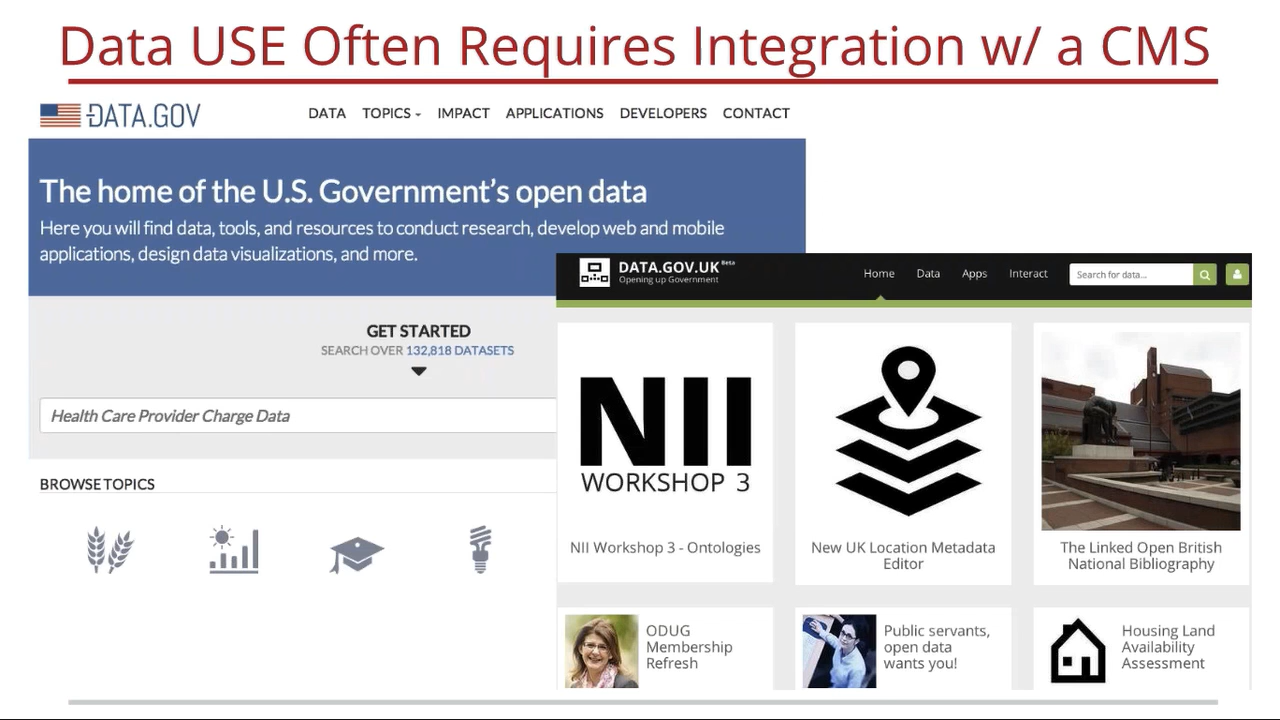 Data USE Often Requires Integration w/ a CMS
DATA.GOV
DATA TOPICS IMPACT APPLICATIONS DEVELOPERS CONTACT
The home of the U.S. Government's open data
Here you will find data, tools, and resources to conduct research, develop web and mobile
applications, design data visualizations, and more.
GET STARTED
SEARCH OVER 132,818 DATASETS
Health Care Provider Charge Data
BROWSE TOPICS
DATA.GOV.UK Beta
Opening up Government
Home Data Apps Interact Search for data...
NII
WORKSHOP 3
NII Workshop 3 - Ontologies
New UK Location Metadata
Editor
The Linked Open British
National Bibliography
ODUG
Membership
Refresh
Public servants,
open data
wants you!
Housing Land
Availability
Assessment